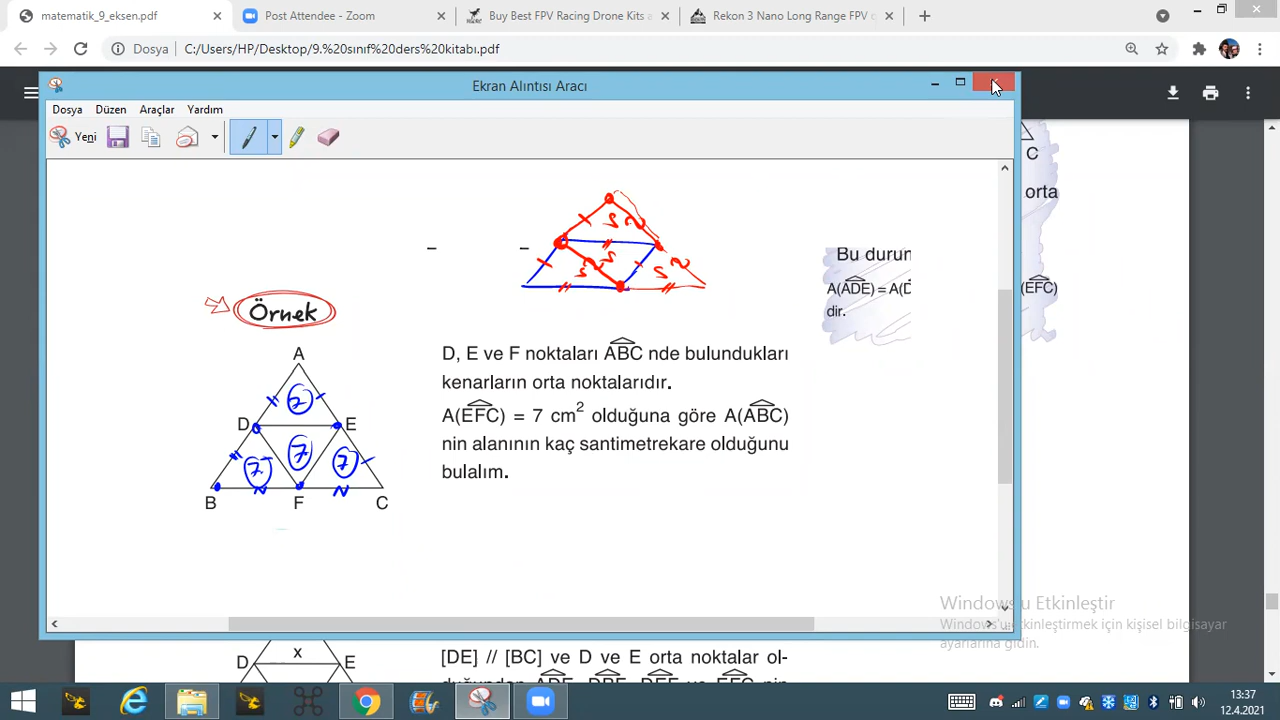 matematik_9_eksen.pdf
Post Attendee - Zoom
Buy Best FPV Racing Drone Kits a
Rekon 3 Nano Long Range FPV q
Dosya
C:/Users/HP/Desktop/9.%20sınıf%20ders%20kitabı.pdf
Ekran Alıntısı Aracı
Dosya Düzen Araçlar Yardım
Yeni
C
orta
S
S
S
S
Bu durun
A(ADE) = A(D
(EFC)
dir.
Örnek
A
D
E
B
F
C
7
7
7
D, E ve F noktaları ABC nde bulundukları
kenarların orta noktalarıdır.
A(EFC) = 7 cm² olduğuna göre A(ABC)
nin alanının kaç santimetrekare olduğunu
bulalım.
Windows'u Etkinleştir
Windows'u etkinleştirmek için kişisel bilgisayar
ayarlarına gidin.
D x E
[DE] // [BC] ve D ve E orta noktalar ol-
13:37
12.4.2021